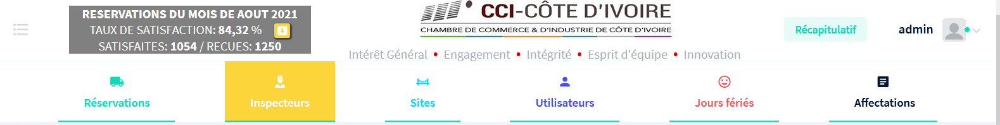 RESERVATIONS DU MOIS DE AOUT 2021
TAUX DE SATISFACTION: 84,32 %
SATISFAITES: 1054 / RECUES: 1250
CCI-CÔTE D'IVOIRE
CHAMBRE DE COMMERCE & D'INDUSTRIE DE CÔTE D'IVOIRE
Intérêt Général • Engagement • Intégrité • Esprit d'équipe • Innovation
Récapitulatif
admin
Réservations
Inspecteurs
Sites
Utilisateurs
Jours fériés
Affectations